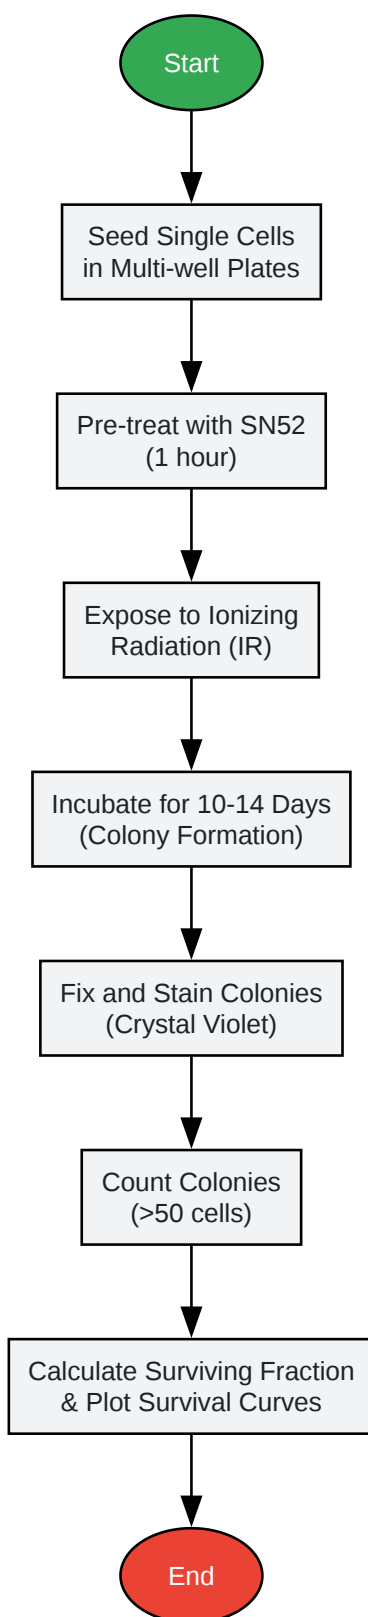 Start
Seed Single Cells
in Multi-well Plates
Pre-treat with SN52
(1 hour)
Expose to Ionizing
Radiation (IR)
Incubate for 10-14 Days
(Colony Formation)
Fix and Stain Colonies
(Crystal Violet)
Count Colonies
(>50 cells)
Calculate Surviving Fraction
& Plot Survival Curves
End